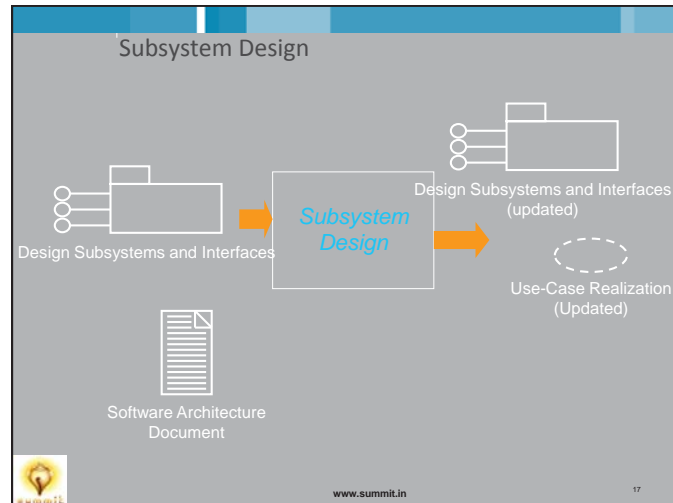 Subsystem Design
Design Subsystems and Interfaces
(updated)
Subsystem
Design
Design Subsystems and Interfaces
Use-Case Realization
(Updated)
Software Architecture
Document
summit
www.summit.in
17